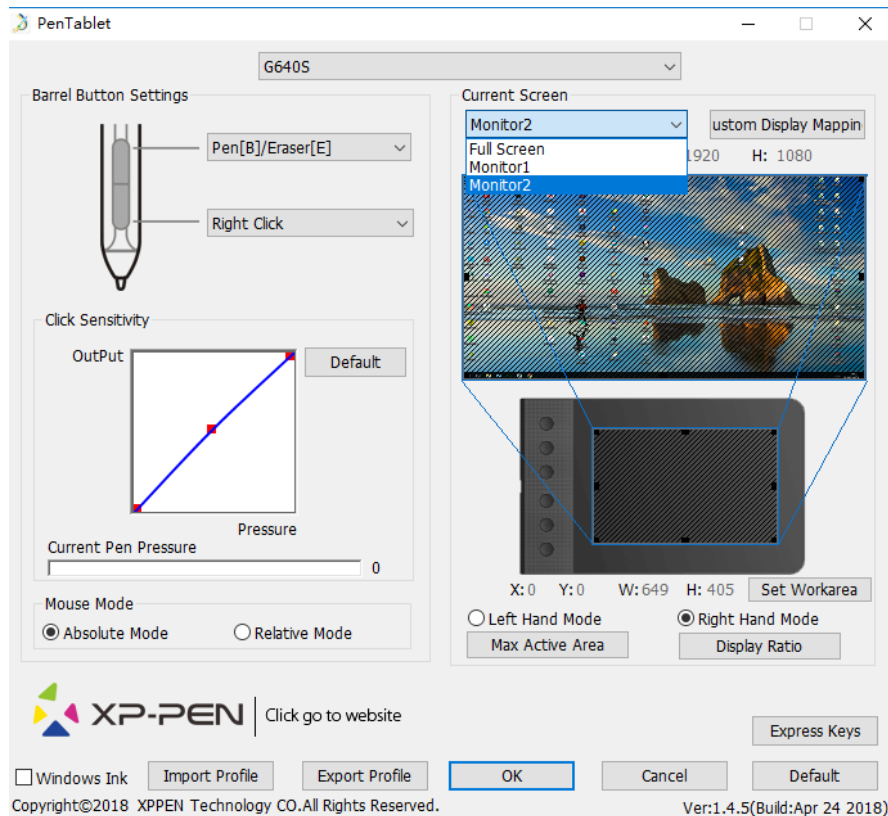 PenTablet
G640S
Barrel Button Settings
Pen[B]/Eraser[E]
Right Click
Click Sensitivity
OutPut
Default
Pressure
Current Pen Pressure
0
Mouse Mode
Absolute Mode
Relative Mode
Current Screen
Monitor2
ustom Display Mappin
Full Screen
Monitor1
Monitor2
1920 H: 1080
X: 0 Y: 0 W: 649 H: 405 Set Workarea
Left Hand Mode Right Hand Mode
Max Active Area Display Ratio
XP-PEN Click go to website
Express Keys
Windows Ink Import Profile Export Profile OK Cancel Default
Copyright©2018 XPPEN Technology CO.All Rights Reserved. Ver:1.4.5(Build:Apr 24 2018)